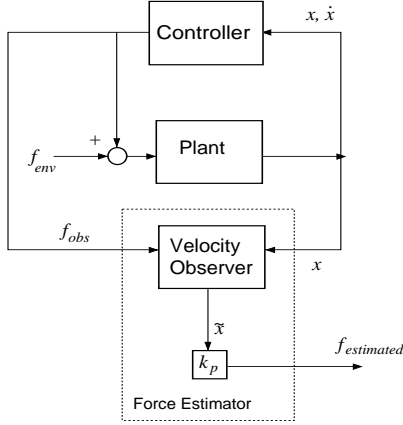 Controller
x, ẋ
+
f_env
Plant
f_obs
Velocity
Observer
x
x̃
k_p
f_estimated
Force Estimator